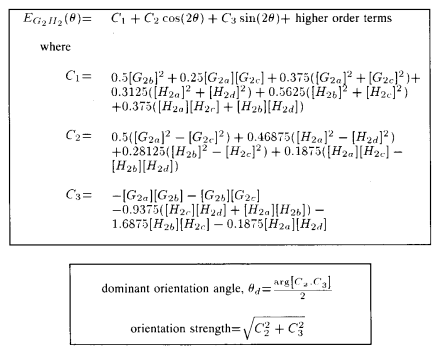 E_{G_2H_2}(θ)= C_1 + C_2 cos(2θ) + C_3 sin(2θ)+ higher order terms
where
C_1= 0.5[G_{2b}]^2 + 0.25[G_{2a}][G_{2c}] + 0.375([G_{2a}]^2 + [G_{2c}]^2)+
0.3125([H_{2a}]^2 + [H_{2d}]^2) + 0.5625([H_{2b}]^2 + [H_{2c}]^2)
+0.375([H_{2a}][H_{2c}] + [H_{2b}][H_{2d}])
C_2= 0.5([G_{2a}]^2 − [G_{2c}]^2) + 0.46875([H_{2a}]^2 − [H_{2d}]^2)
+0.28125([H_{2b}]^2 − [H_{2c}]^2) + 0.1875([H_{2a}][H_{2c}] −
[H_{2b}][H_{2d}])
C_3= −[G_{2a}][G_{2b}] − [G_{2b}][G_{2c}]
−0.9375([H_{2c}][H_{2d}] + [H_{2a}][H_{2b}]) −
1.6875[H_{2b}][H_{2c}] − 0.1875[H_{2a}][H_{2d}]
dominant orientation angle, θ_d = \frac{arg[C_2,C_3]}{2}
orientation strength= \sqrt{C_2^2 + C_3^2}